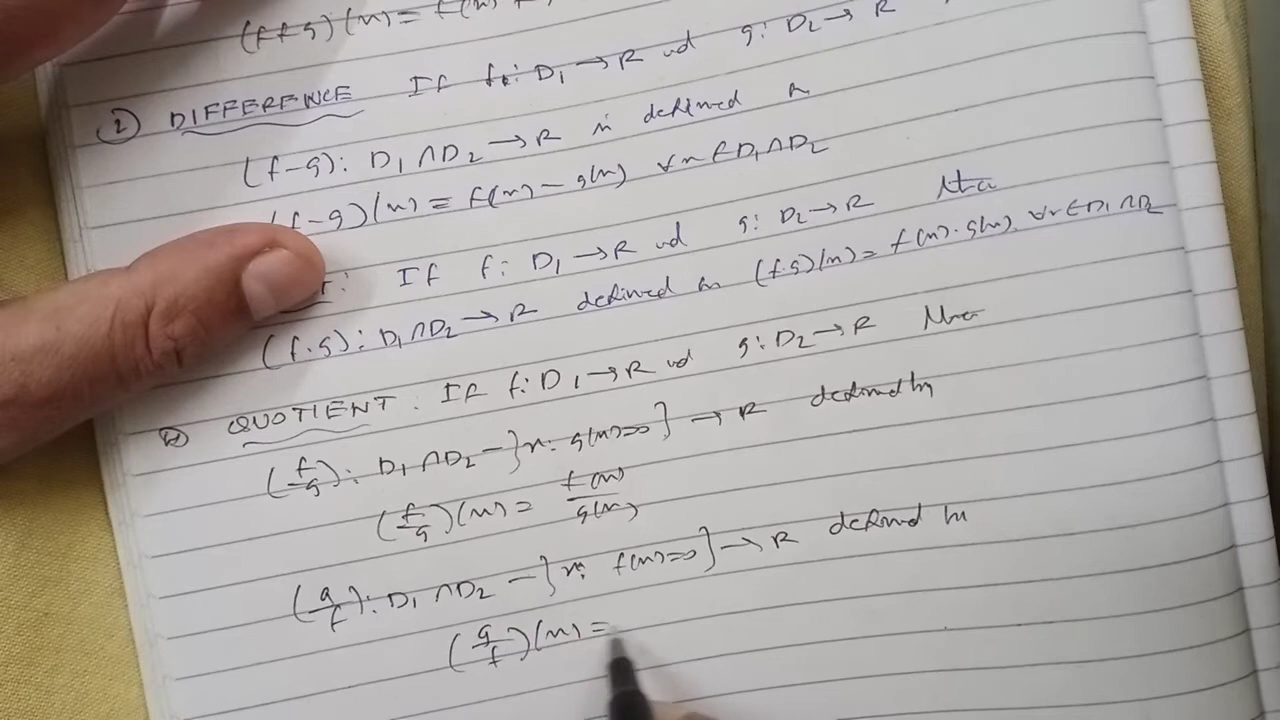 (f+g)(x) = f(x) +
② DIFFERENCE If f: D₁ → R and g: D₂ → R
(f-g): D₁∩D₂ → R is defined as
(f-g)(x) = f(x) - g(x) ∀x∈D₁∩D₂
: If f: D₁ → R and g: D₂ → R then
(f.g): D₁∩D₂ → R defined as (f.g)(x) = f(x).g(x). ∀x∈D₁∩D₂
QUOTIENT. If f: D₁ → R and g: D₂ → R then
(f/g): D₁∩D₂ - {x: g(x)=0} → R defined by
(f/g)(x) = f(x)/g(x)
(g/f): D₁∩D₂ - {x: f(x)=0} → R defined by
(g/f)(x) =